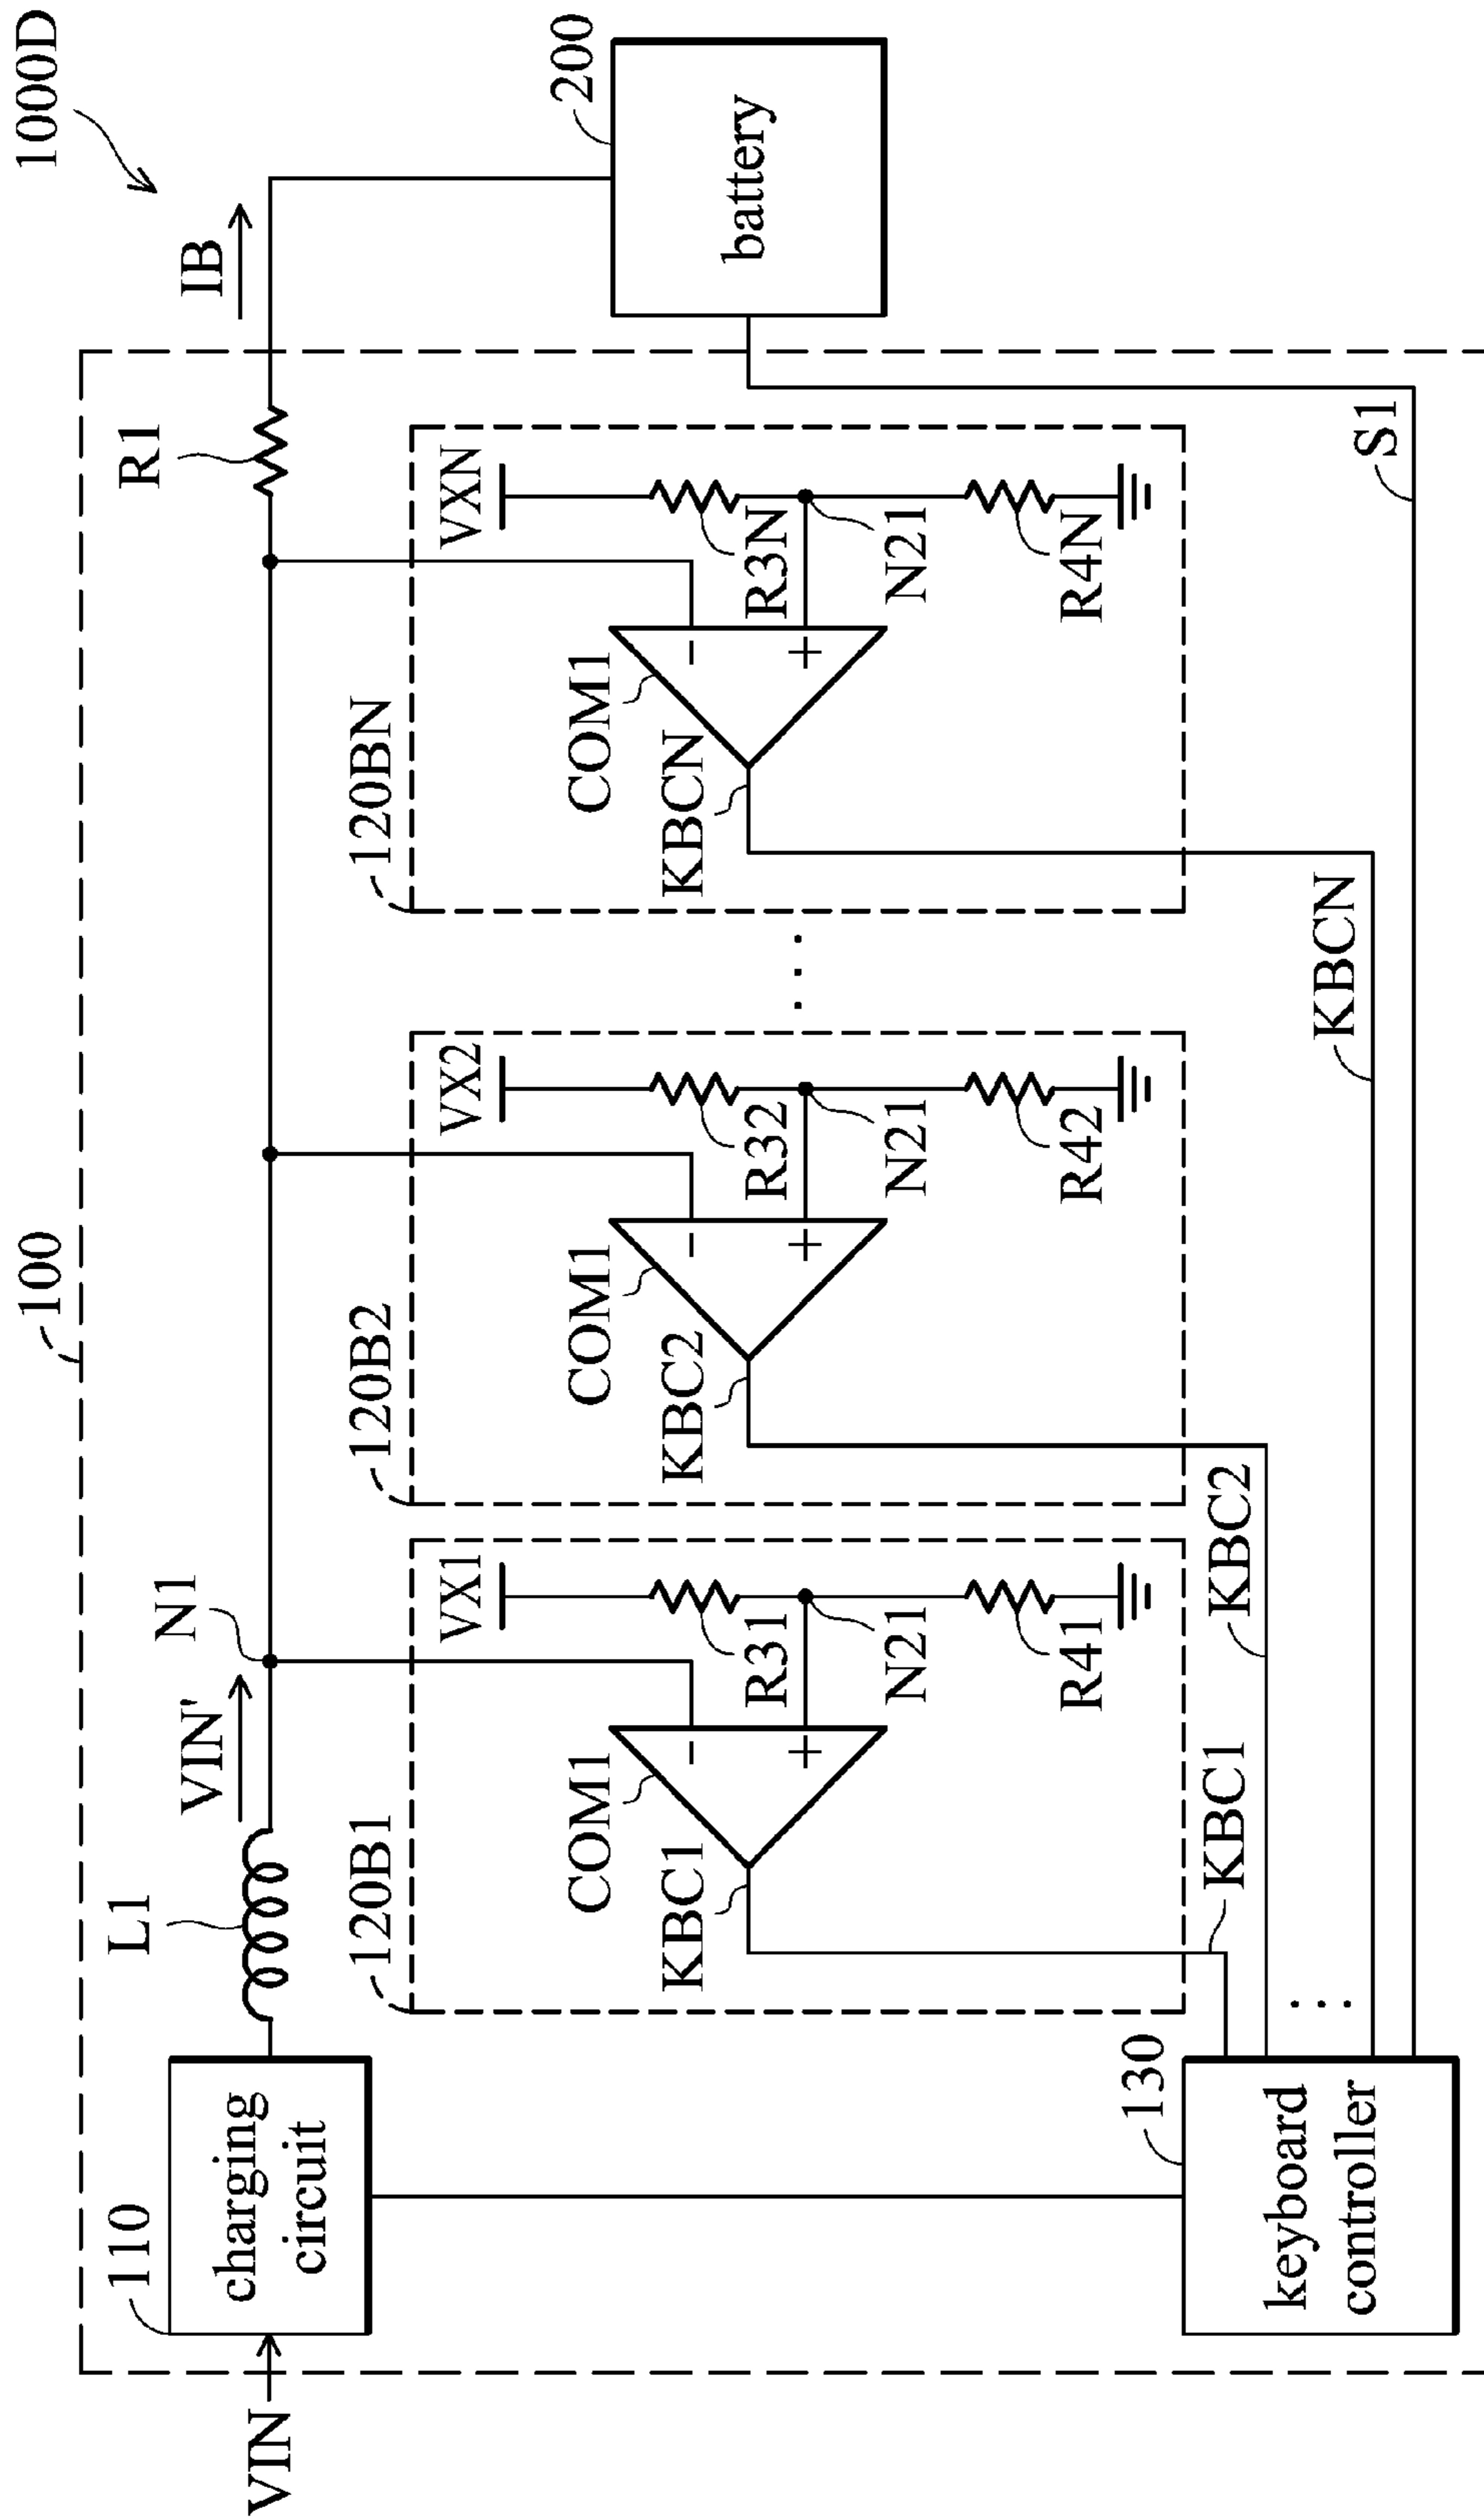 1000D
100
110
charging
circuit
VIN
L1
VIN'
N1
R1
IB
200
battery
120B1
VX1
COM1
KBC1
R31
N21
R41
120B2
VX2
COM1
KBC2
R32
N21
R42
120BN
VXN
COM1
KBCN
R3N
N21
R4N
130
keyboard
controller
KBC1
KBC2
KBCN
S1